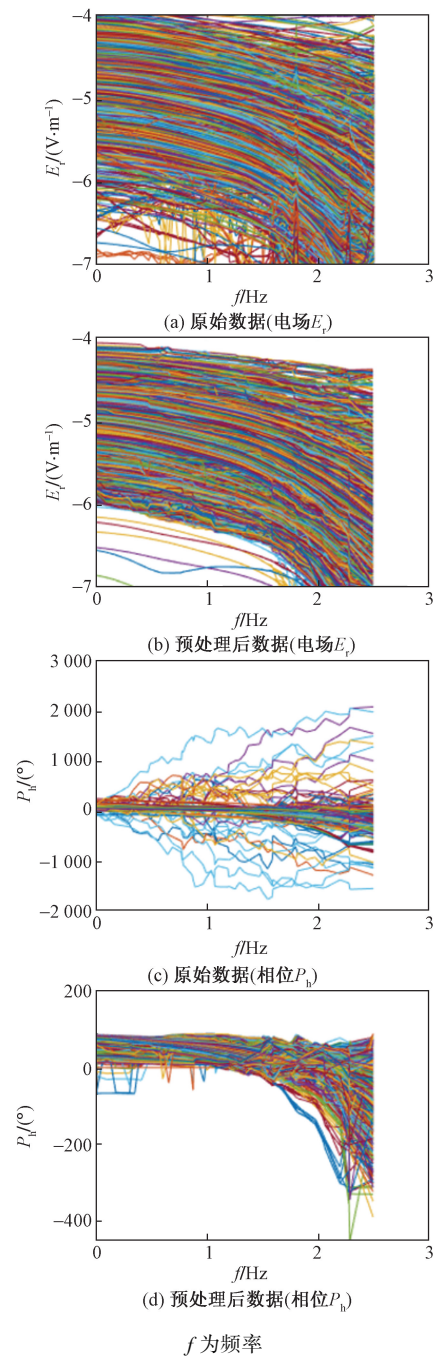 −4
−5
−6
−7
E_r/(V·m⁻¹)
0 1 2 3
f/Hz
(a) 原始数据(电场E_r)
−4
−5
−6
−7
E_r/(V·m⁻¹)
0 1 2 3
f/Hz
(b) 预处理后数据(电场E_r)
3 000
2 000
1 000
0
−1 000
−2 000
P_h/(°)
0 1 2 3
f/Hz
(c) 原始数据(相位P_h)
200
0
−200
−400
P_h/(°)
0 1 2 3
f/Hz
(d) 预处理后数据(相位P_h)
f 为频率